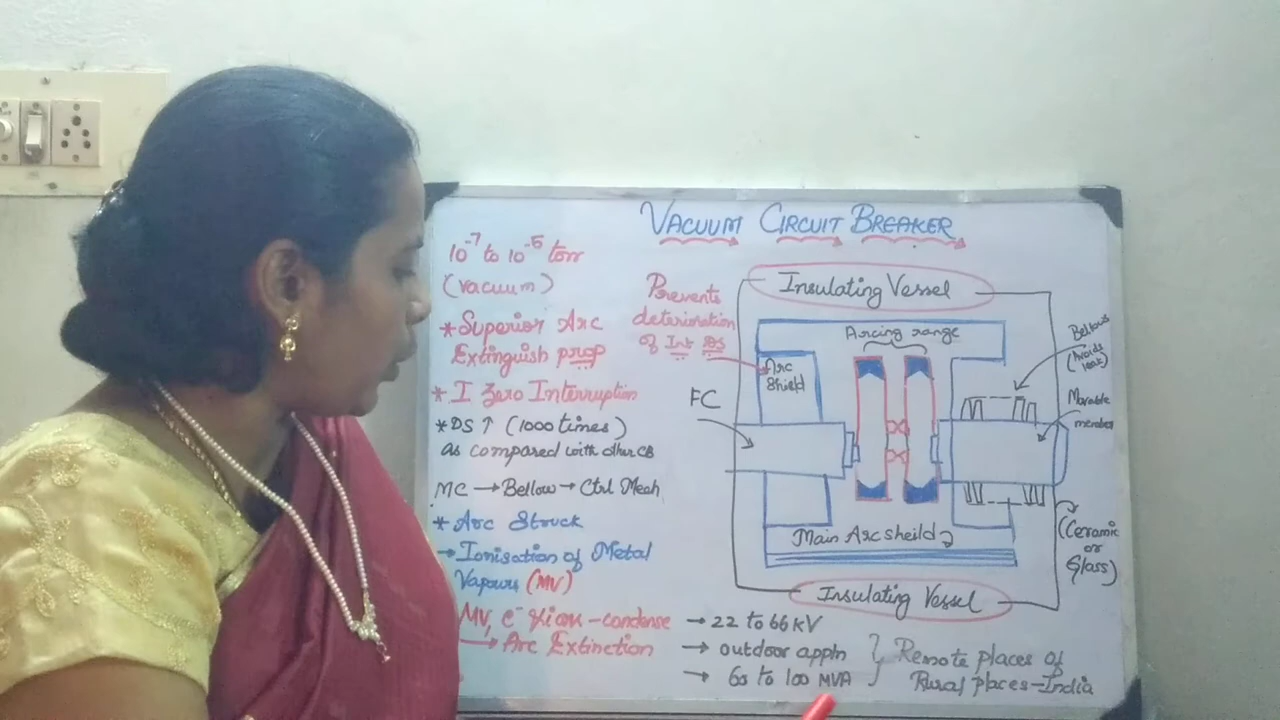 VACUUM CIRCUIT BREAKER
10⁻⁷ to 10⁻⁵ torr
(vacuum)
*Superior Arc
Extinguish prop
*I Zero Interruption
*DS ↑ (1000 times)
as compared with other CB
MC → Bellow → Ctrl Mech
* Arc Struck
→ Ionisation of Metal
Vapours (MV)
MV, e⁻ & ion - condense
→ Arc Extinction
Insulating Vessel
Prevents
deterioration
of Int DS
Arcing range
Arc
Shield
FC
Bellows
(Avoids
leak)
Movable
member
Main Arc sheild
(Ceramic
or
Glass)
Insulating Vessel
→ 22 to 66 kV
→ outdoor appln
→ 60 to 100 MVA
Remote places of
Rural places - India